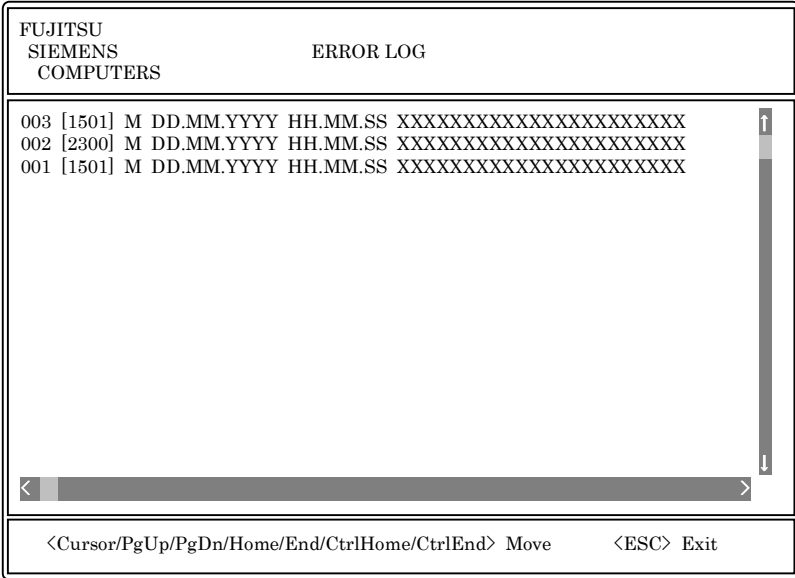 FUJITSU
SIEMENS ERROR LOG
COMPUTERS
003 [1501] M DD.MM.YYYY HH.MM.SS XXXXXXXXXXXXXXXXXXXXXX
002 [2300] M DD.MM.YYYY HH.MM.SS XXXXXXXXXXXXXXXXXXXXXX
001 [1501] M DD.MM.YYYY HH.MM.SS XXXXXXXXXXXXXXXXXXXXXX
<Cursor/PgUp/PgDn/Home/End/CtrlHome/CtrlEnd> Move <ESC> Exit